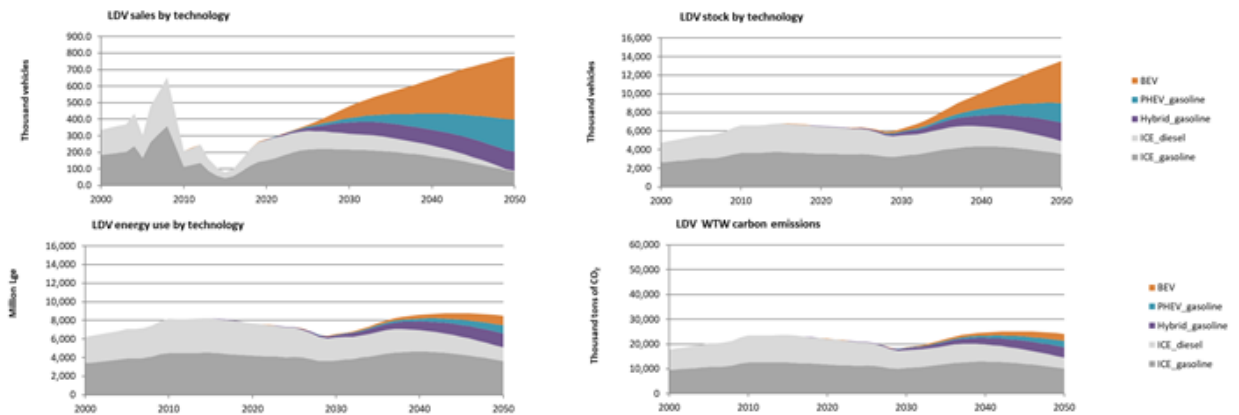 LDV sales by technology
Thousand vehicles
900.0
800.0
700.0
600.0
500.0
400.0
300.0
200.0
100.0
0.0
2000 2010 2020 2030 2040 2050
LDV stock by technology
Thousand vehicles
16,000
14,000
12,000
10,000
8,000
6,000
4,000
2,000
0
2000 2010 2020 2030 2040 2050
BEV
PHEV_gasoline
Hybrid_gasoline
ICE_diesel
ICE_gasoline
LDV energy use by technology
Million Lge
16,000
14,000
12,000
10,000
8,000
6,000
4,000
2,000
0
2000 2010 2020 2030 2040 2050
LDV WTW carbon emissions
Thousand tons of CO₂
60,000
50,000
40,000
30,000
20,000
10,000
0
2000 2010 2020 2030 2040 2050
BEV
PHEV_gasoline
Hybrid_gasoline
ICE_diesel
ICE_gasoline